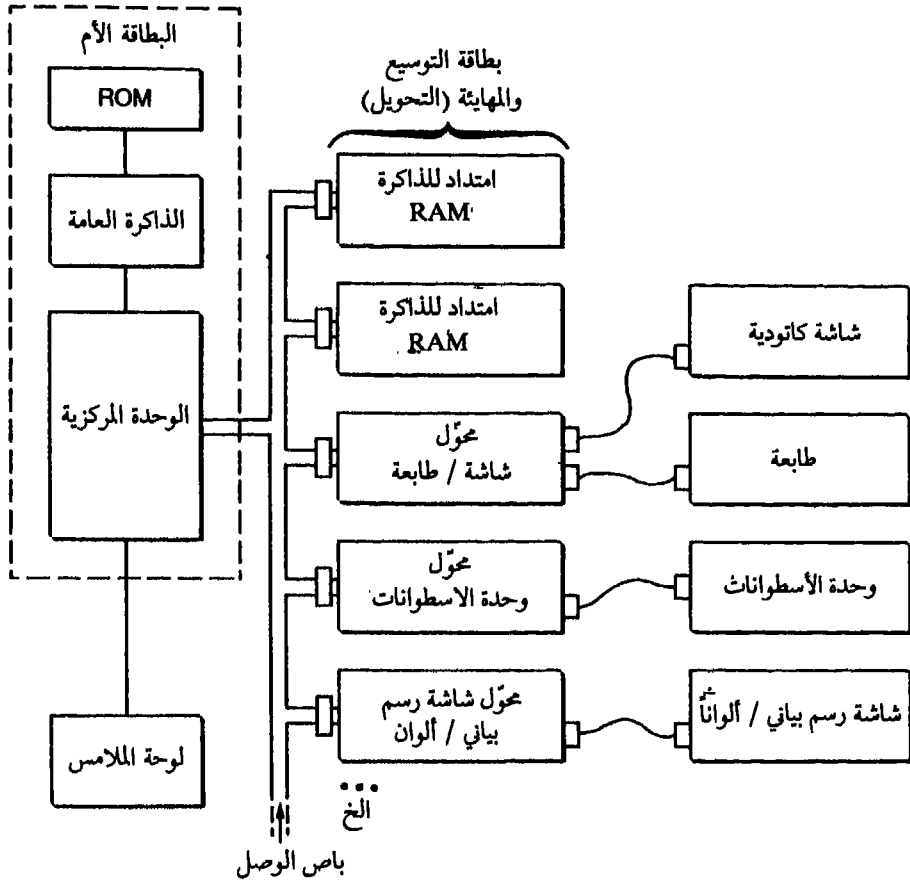 البطاقة الأم
ROM
الذاكرة العامة
الوحدة المركزية
لوحة الملامس
بطاقة التوسيع
والمهايئة (التحويل)
امتداد للذاكرة
RAM
امتداد للذاكرة
RAM
محوّل
شاشة / طابعة
محوّل
وحدة الاسطوانات
محوّل شاشة رسم
بياني / ألوان
...
الخ
شاشة كاتودية
طابعة
وحدة الأسطوانات
شاشة رسم بياني / ألواناً
باص الوصل